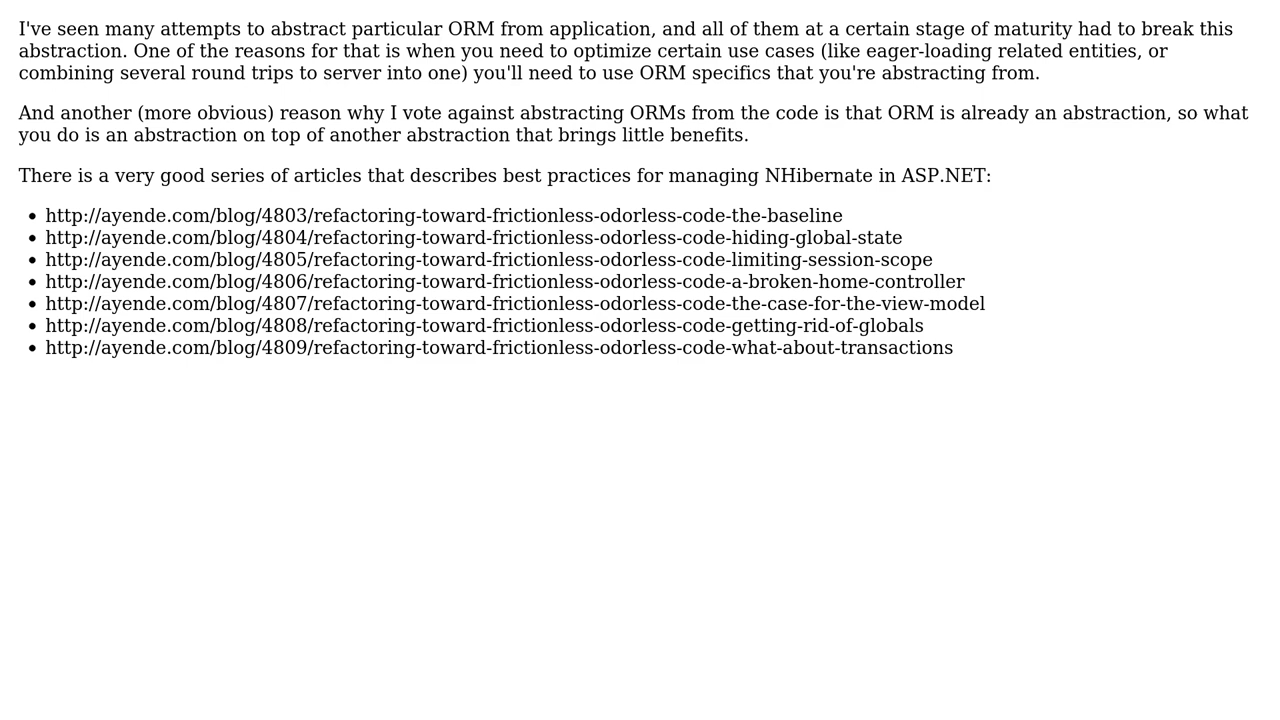 I've seen many attempts to abstract particular ORM from application, and all of them at a certain stage of maturity had to break this
abstraction. One of the reasons for that is when you need to optimize certain use cases (like eager-loading related entities, or
combining several round trips to server into one) you'll need to use ORM specifics that you're abstracting from.
And another (more obvious) reason why I vote against abstracting ORMs from the code is that ORM is already an abstraction, so what
you do is an abstraction on top of another abstraction that brings little benefits.
There is a very good series of articles that describes best practices for managing NHibernate in ASP.NET:
• http://ayende.com/blog/4803/refactoring-toward-frictionless-odorless-code-the-baseline
• http://ayende.com/blog/4804/refactoring-toward-frictionless-odorless-code-hiding-global-state
• http://ayende.com/blog/4805/refactoring-toward-frictionless-odorless-code-limiting-session-scope
• http://ayende.com/blog/4806/refactoring-toward-frictionless-odorless-code-a-broken-home-controller
• http://ayende.com/blog/4807/refactoring-toward-frictionless-odorless-code-the-case-for-the-view-model
• http://ayende.com/blog/4808/refactoring-toward-frictionless-odorless-code-getting-rid-of-globals
• http://ayende.com/blog/4809/refactoring-toward-frictionless-odorless-code-what-about-transactions